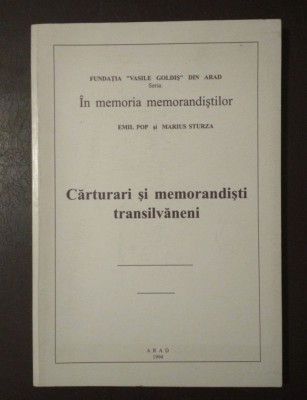 FUNDAȚIA "VASILE GOLDIȘ" DIN ARAD
Seria
În memoria memorandiștilor
EMIL POP și MARIUS STURZA
Cărturari și memorandiști
transilvăneni
ARAD
1994